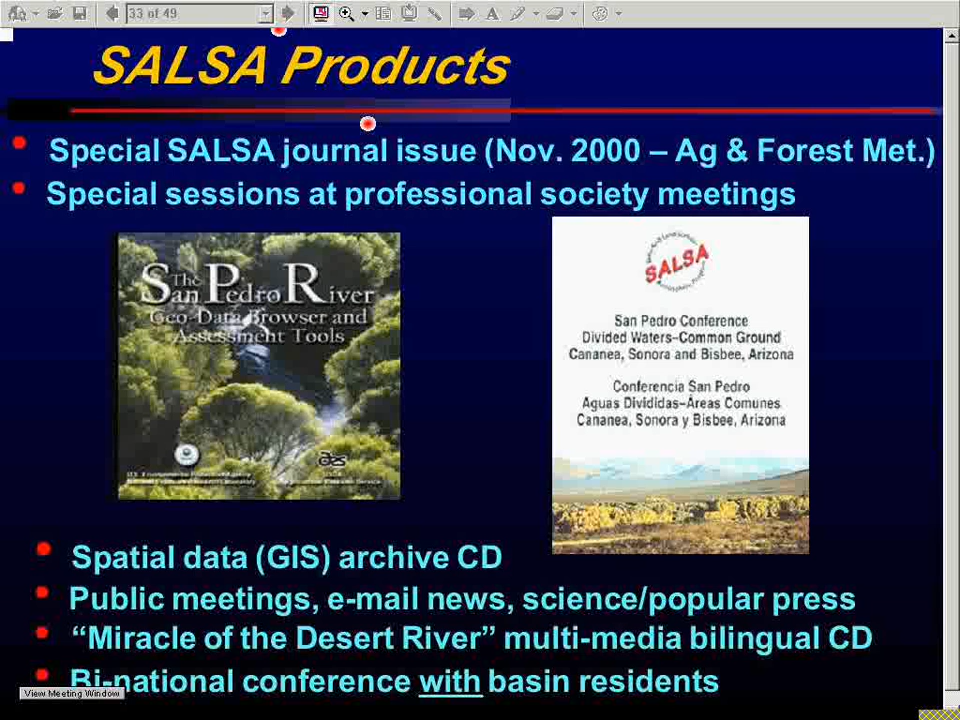 33 of 49
SALSA Products
Special SALSA journal issue (Nov. 2000 – Ag & Forest Met.)
Special sessions at professional society meetings
The
San Pedro River
Geo-Data Browser and
Assessment Tools
SALSA
San Pedro Conference
Divided Waters–Common Ground
Cananea, Sonora and Bisbee, Arizona
Conferencia San Pedro
Aguas Divididas–Áreas Comunes
Cananea, Sonora y Bisbee, Arizona
Spatial data (GIS) archive CD
Public meetings, e-mail news, science/popular press
“Miracle of the Desert River” multi-media bilingual CD
Bi-national conference with basin residents
View Meeting Window